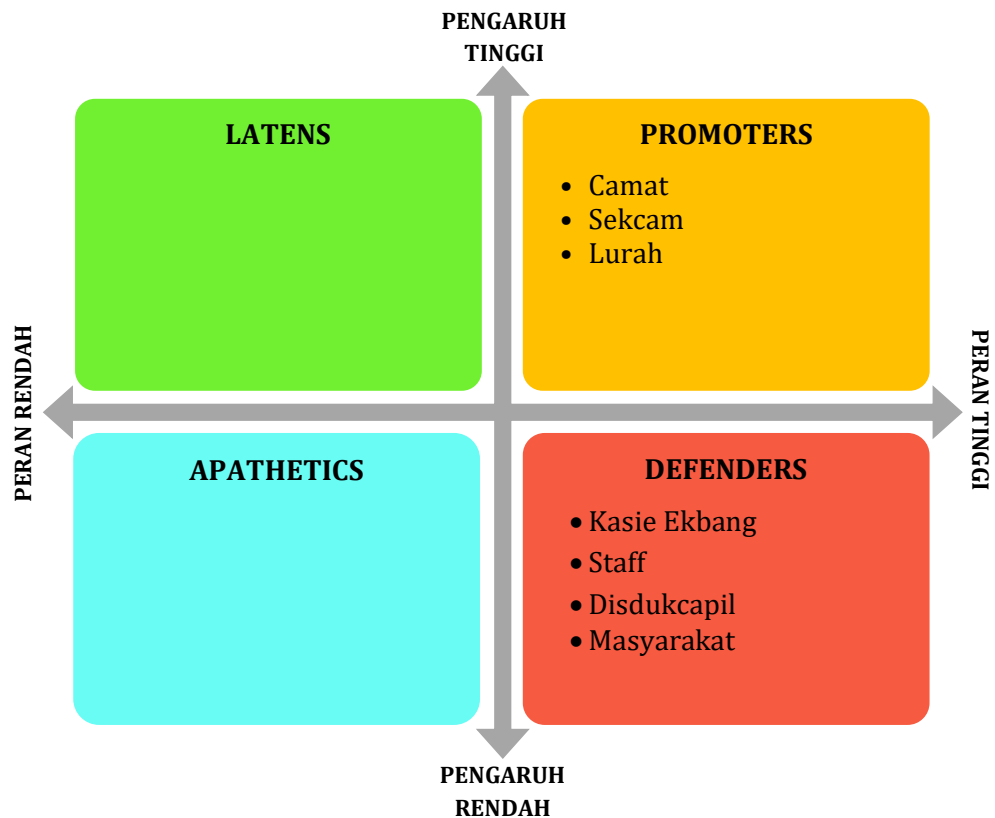 PENGARUH
TINGGI
LATENS
PROMOTERS
• Camat
• Sekcam
• Lurah
PERAN RENDAH
PERAN TINGGI
APATHETICS
DEFENDERS
• Kasie Ekbang
• Staff
• Disdukcapil
• Masyarakat
PENGARUH
RENDAH